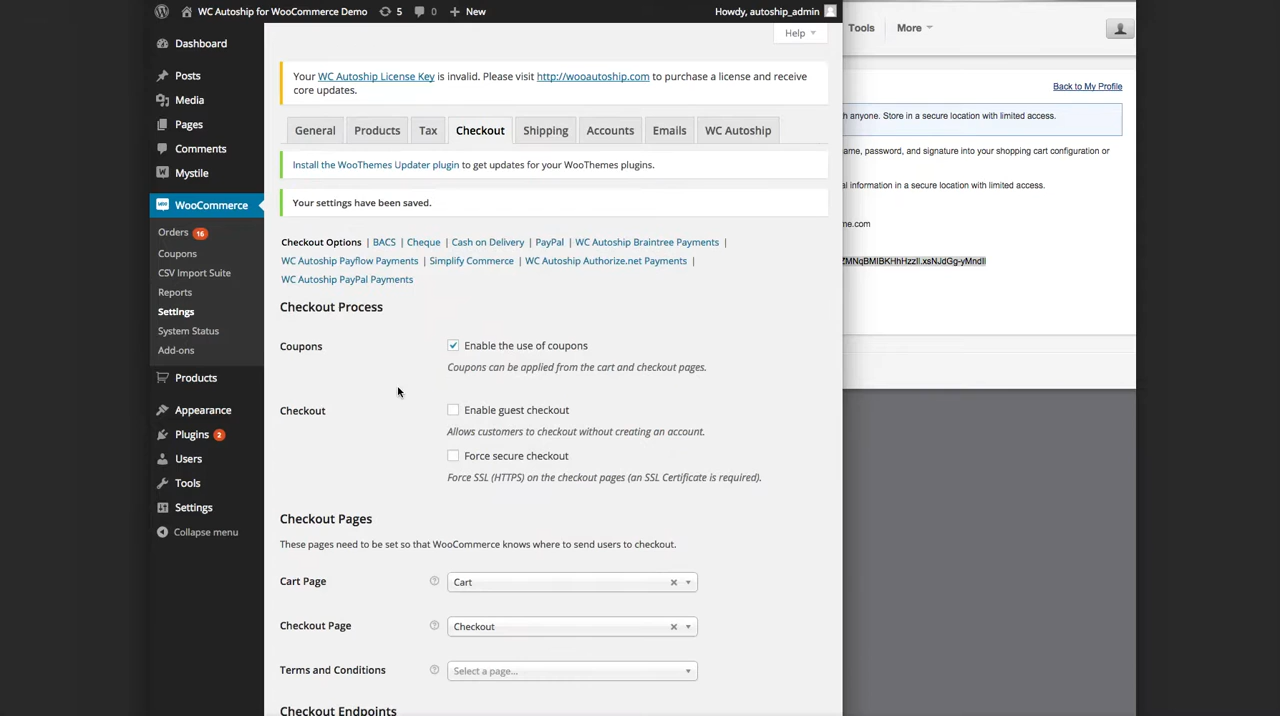 WC Autoship for WooCommerce Demo 5 0 New Howdy, autoship_admin
Dashboard
Posts
Media
Pages
Comments
Mystile
WooCommerce
Orders 16
Coupons
CSV Import Suite
Reports
Settings
System Status
Add-ons
Products
Appearance
Plugins 2
Users
Tools
Settings
Collapse menu
Help
Your WC Autoship License Key is invalid. Please visit http://wooautoship.com to purchase a license and receive
core updates.
General Products Tax Checkout Shipping Accounts Emails WC Autoship
Install the WooThemes Updater plugin to get updates for your WooThemes plugins.
Your settings have been saved.
Checkout Options | BACS | Cheque | Cash on Delivery | PayPal | WC Autoship Braintree Payments |
WC Autoship Payflow Payments | Simplify Commerce | WC Autoship Authorize.net Payments |
WC Autoship PayPal Payments
Checkout Process
Coupons
Enable the use of coupons
Coupons can be applied from the cart and checkout pages.
Checkout
Enable guest checkout
Allows customers to checkout without creating an account.
Force secure checkout
Force SSL (HTTPS) on the checkout pages (an SSL Certificate is required).
Checkout Pages
These pages need to be set so that WooCommerce knows where to send users to checkout.
Cart Page
Cart
Checkout Page
Checkout
Terms and Conditions
Select a page...
Checkout Endpoints
Tools More
Back to My Profile
h anyone. Store in a secure location with limited access.
ame, password, and signature into your shopping cart configuration or
al information in a secure location with limited access.
me.com